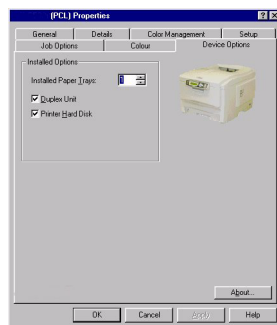 (PCL) Properties
General Details Color Management Setup
Job Options Colour Device Options
Installed Options
Installed Paper Trays: 1
Duplex Unit
Printer Hard Disk
About...
OK Cancel Apply Help